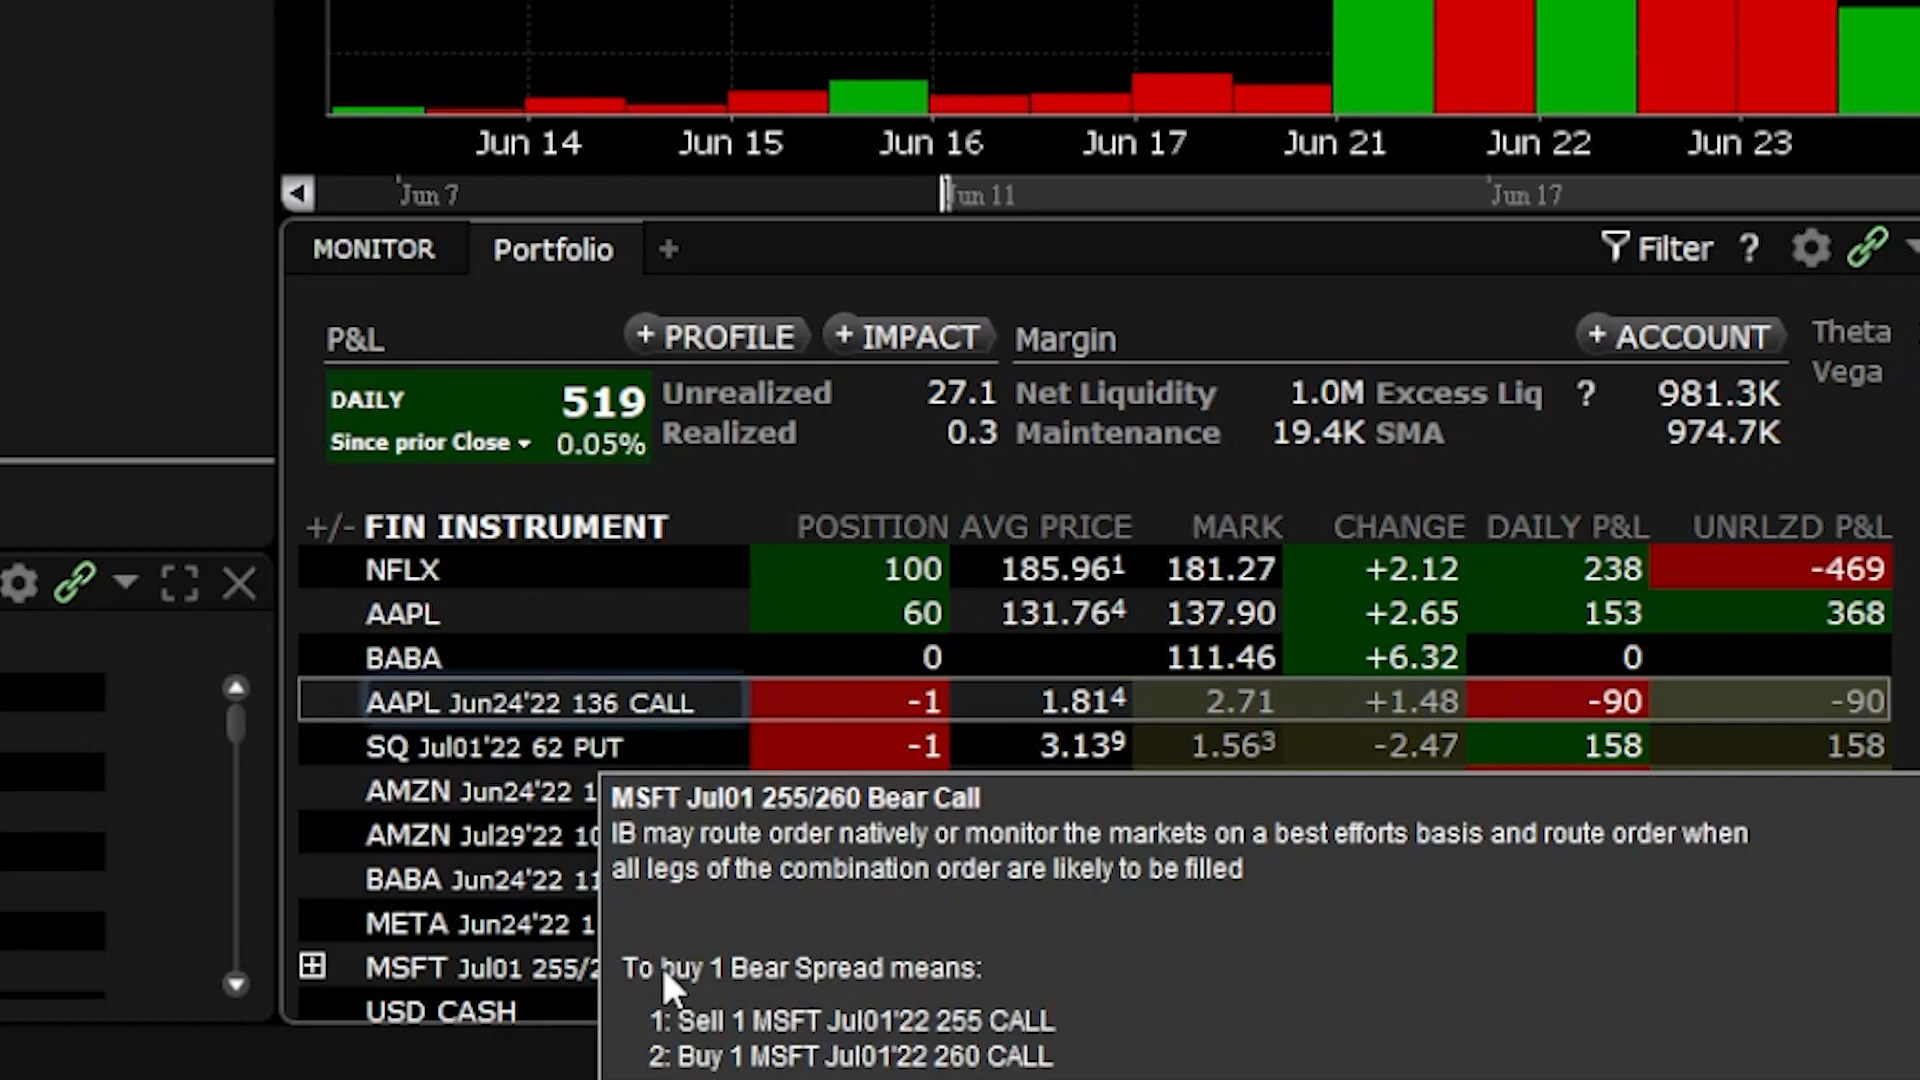 Jun 14 Jun 15 Jun 16 Jun 17 Jun 21 Jun 22 Jun 23
Jun 7 Jun 11 Jun 17
MONITOR Portfolio + Filter ?
P&L + PROFILE + IMPACT Margin + ACCOUNT Theta
Vega
DAILY 519 Unrealized 27.1 Net Liquidity 1.0M Excess Liq ? 981.3K
Since prior Close 0.05% Realized 0.3 Maintenance 19.4K SMA 974.7K
+/- FIN INSTRUMENT POSITION AVG PRICE MARK CHANGE DAILY P&L UNRLZD P&L
NFLX 100 185.96¹ 181.27 +2.12 238 -469
AAPL 60 131.76⁴ 137.90 +2.65 153 368
BABA 0 111.46 +6.32 0
AAPL Jun24'22 136 CALL -1 1.81⁴ 2.71 +1.48 -90 -90
SQ Jul01'22 62 PUT -1 3.13⁹ 1.56³ -2.47 158 158
AMZN Jun24'22 1
AMZN Jul29'22 10
BABA Jun24'22 11
META Jun24'22 1
MSFT Jul01 255/2
USD CASH
MSFT Jul01 255/260 Bear Call
IB may route order natively or monitor the markets on a best efforts basis and route order when
all legs of the combination order are likely to be filled
To buy 1 Bear Spread means:
1: Sell 1 MSFT Jul01'22 255 CALL
2: Buy 1 MSFT Jul01'22 260 CALL